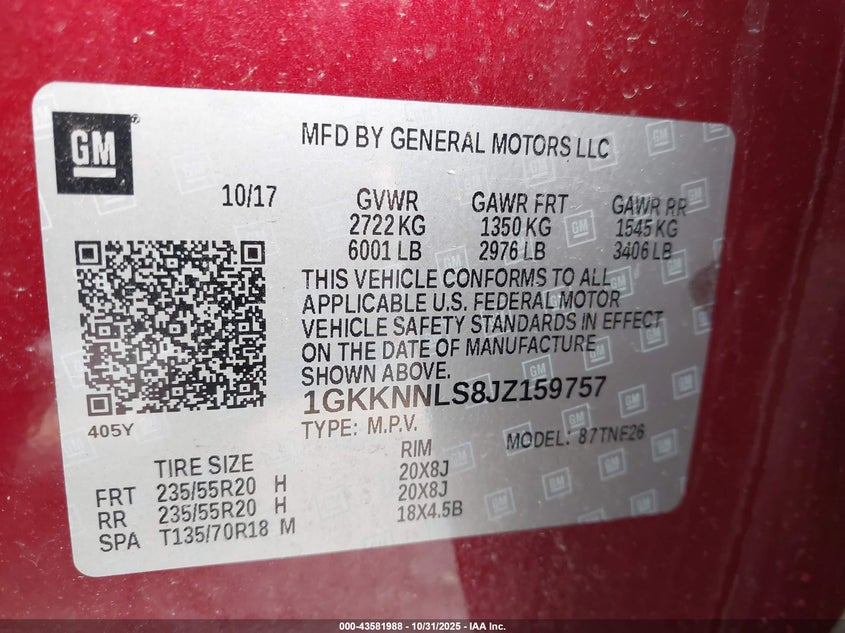 GM
MFD BY GENERAL MOTORS LLC
10/17 GVWR GAWR FRT GAWR RR
2722 KG 1350 KG 1545 KG
6001 LB 2976 LB 3406 LB
THIS VEHICLE CONFORMS TO ALL
APPLICABLE U.S. FEDERAL MOTOR
VEHICLE SAFETY STANDARDS IN EFFECT
ON THE DATE OF MANUFACTURE
SHOWN ABOVE.
1GKKNNLS8JZ159757
405Y
TYPE: M.P.V. MODEL: 87TNF26
TIRE SIZE RIM
FRT 235/55R20 H 20X8J
RR 235/55R20 H 20X8J
SPA T135/70R18 M 18X4.5B
000-43581988 | 10/31/2025 - IAA Inc.